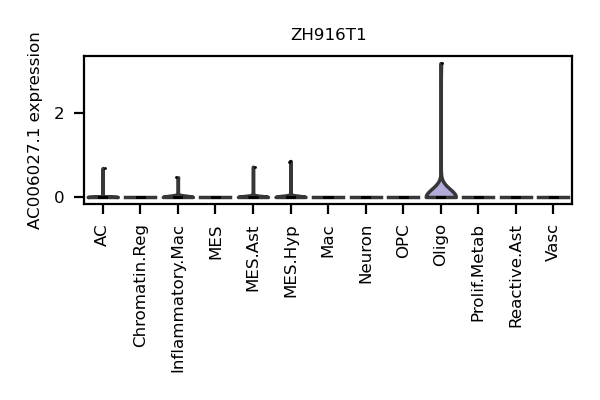 ZH916T1
AC006027.1 expression
2
0
AC
Chromatin.Reg
Inflammatory.Mac
MES
MES.Ast
MES.Hyp
Mac
Neuron
OPC
Oligo
Prolif.Metab
Reactive.Ast
Vasc